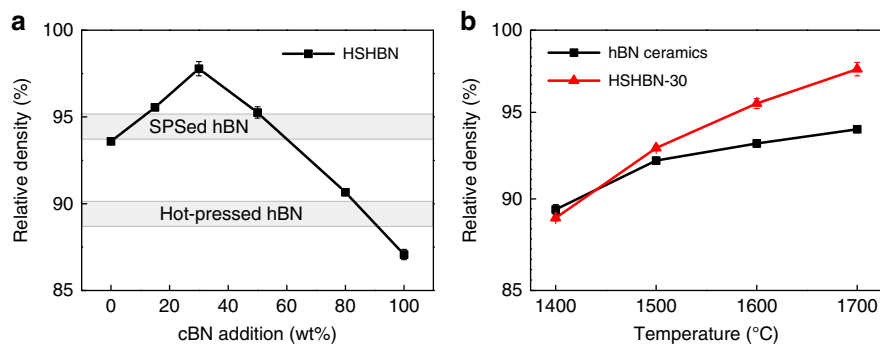 a
100
95
90
85
Relative density (%)
HSHBN
SPSed hBN
Hot-pressed hBN
0
20
40
60
80
100
cBN addition (wt%)
b
100
95
90
85
Relative density (%)
hBN ceramics
HSHBN-30
1400
1500
1600
1700
Temperature (°C)